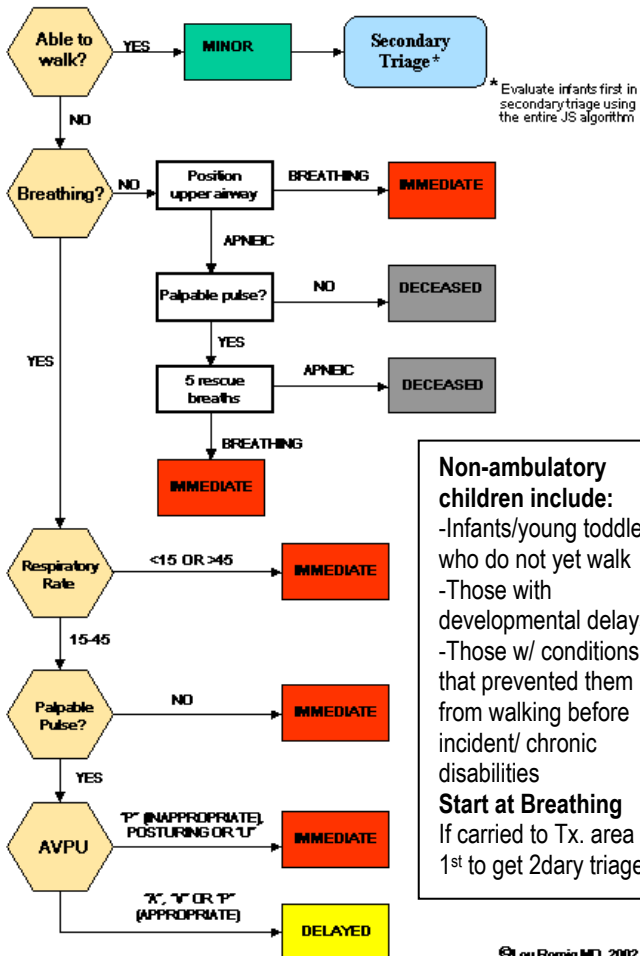 Able to
walk?
YES
MINOR
Secondary
Triage*
* Evaluate infants first in
secondary triage using
the entire JS algorithm
NO
Breathing?
NO
Position
upper airway
BREATHING
IMMEDIATE
APNEIC
Palpable pulse?
NO
DECEASED
YES
YES
5 rescue
breaths
APNEIC
DECEASED
BREATHING
IMMEDIATE
Respiratory
Rate
<15 OR >45
IMMEDIATE
15-45
Palpable
Pulse?
NO
IMMEDIATE
YES
AVPU
"P" (INAPPROPRIATE),
POSTURING OR "U"
IMMEDIATE
"A", "V" OR "P"
(APPROPRIATE)
DELAYED
Non-ambulatory
children include:
-Infants/young toddle
who do not yet walk
-Those with
developmental delay
-Those w/ conditions
that prevented them
from walking before
incident/ chronic
disabilities
Start at Breathing
If carried to Tx. area
1st to get 2dary triage
©Lou Romig MD, 2002